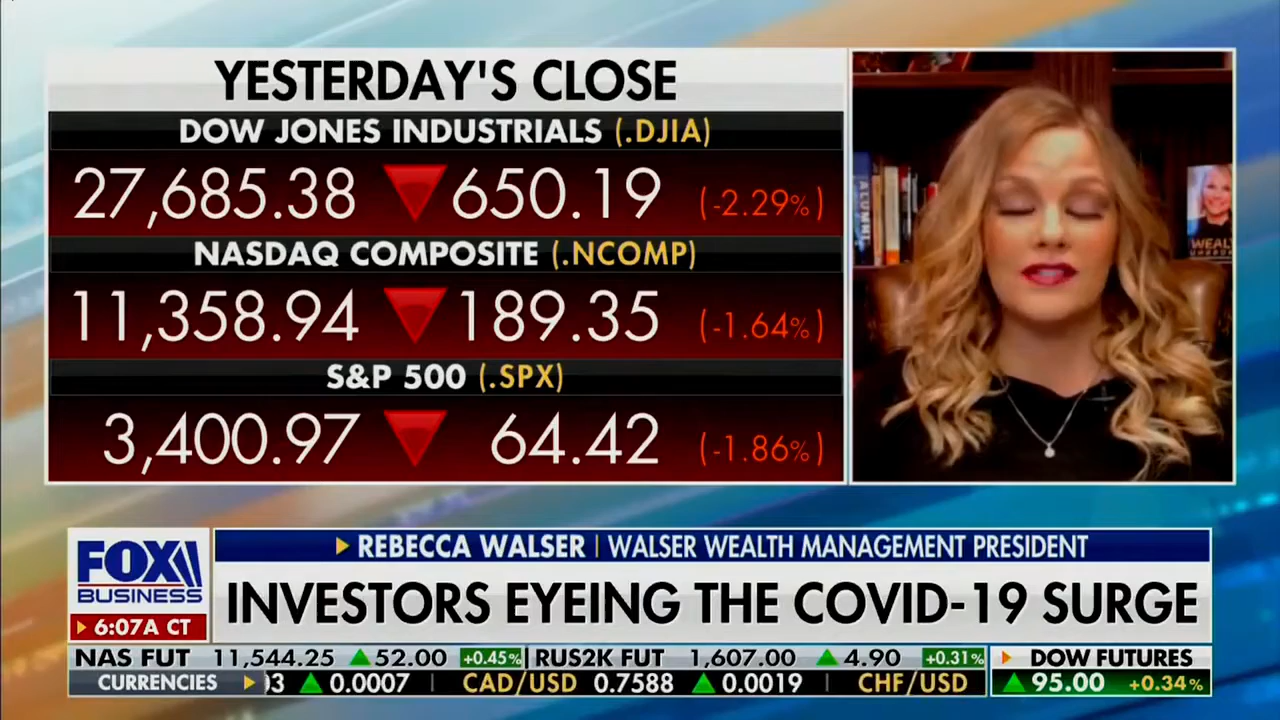 YESTERDAY'S CLOSE
DOW JONES INDUSTRIALS (.DJIA)
27,685.38 ▼ 650.19 (-2.29%)
NASDAQ COMPOSITE (.NCOMP)
11,358.94 ▼ 189.35 (-1.64%)
S&P 500 (.SPX)
3,400.97 ▼ 64.42 (-1.86%)
ALUMNI
WEAL
FOX
BUSINESS
6:07A CT
REBECCA WALSER | WALSER WEALTH MANAGEMENT PRESIDENT
INVESTORS EYEING THE COVID-19 SURGE
NAS FUT 11,544.25 ▲ 52.00 +0.45% RUS2K FUT 1,607.00 ▲ 4.90 +0.31%
CURRENCIES 93 ▲ 0.0007 | CAD/USD 0.7588 ▲ 0.0019 | CHF/USD
DOW FUTURES
▲ 95.00 +0.34%